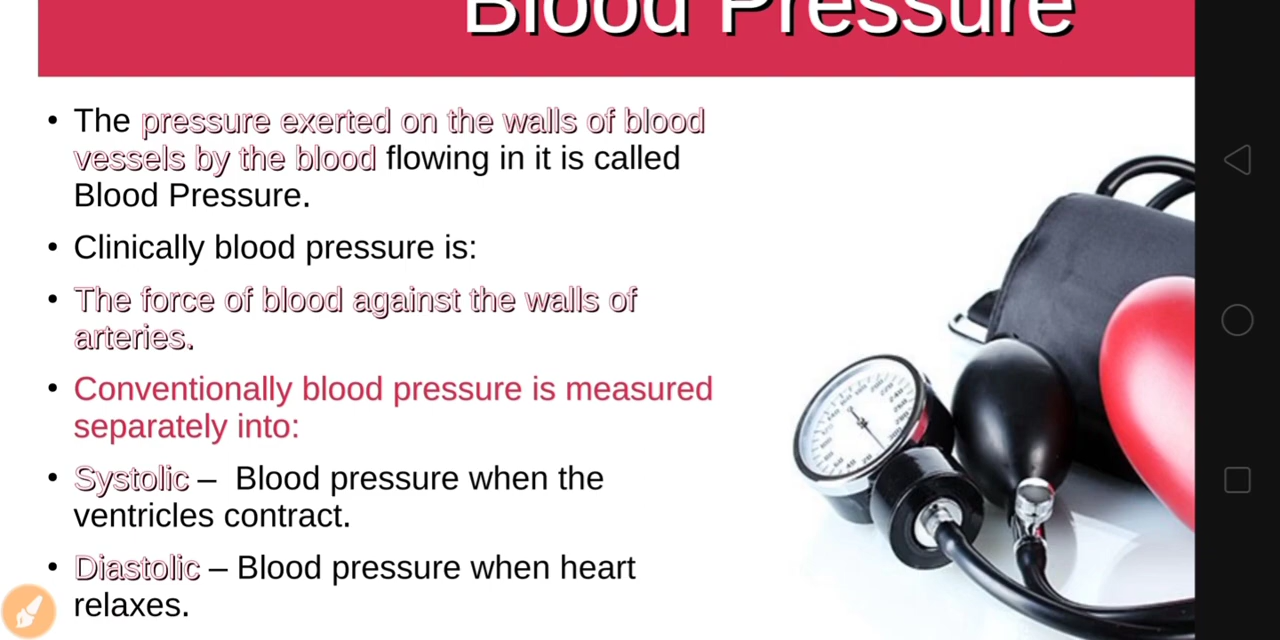 Blood Pressure
• The pressure exerted on the walls of blood
vessels by the blood flowing in it is called
Blood Pressure.
• Clinically blood pressure is:
• The force of blood against the walls of
arteries.
• Conventionally blood pressure is measured
separately into:
• Systolic – Blood pressure when the
ventricles contract.
• Diastolic – Blood pressure when heart
relaxes.